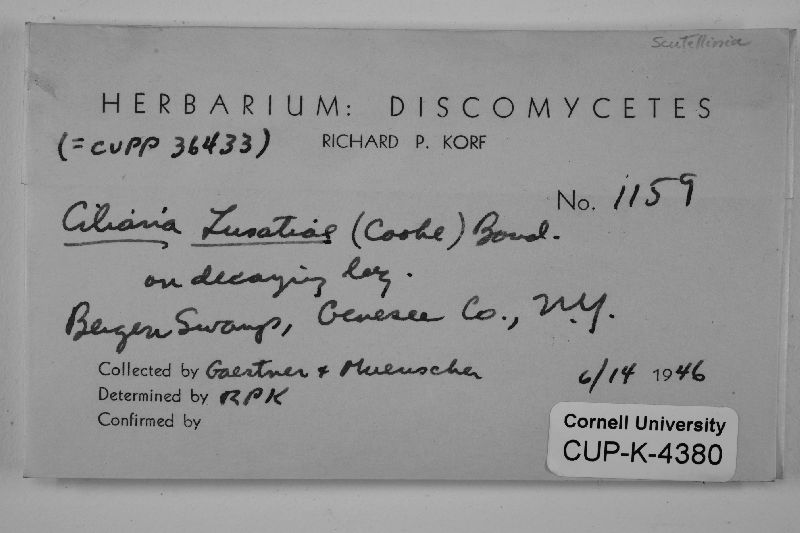 Scutellinia
HERBARIUM: DISCOMYCETES
(=CUPP 36433) RICHARD P. KORF
No. 1159
Ciliaria Lusatiae (Cooke) Boud.
on decaying log.
Bergen Swamp, Genesee Co., N.Y.
Collected by Gaertner + Muenscher 6/14 1946
Determined by RPK
Confirmed by
Cornell University
CUP-K-4380